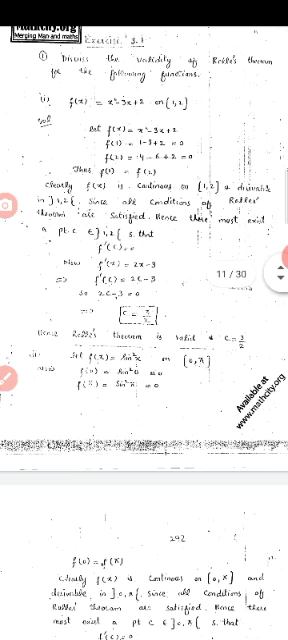 MathCity.org
Merging Man and maths
Exercise 3.1
① Discuss the validity of Rolle's theorem
for the following functions.
(i) f(x) = x²-3x+2 on [1,2]
Sol
Let f(x) = x²-3x+2
f(1) = 1-3+2 = 0
f(2) = 4-6+2 = 0
Thus f(1) = f(2)
Clearly f(x) is continuous on [1,2] & derivable
in ]1,2[. Since all conditions of Rolle's
theorem are satisfied. Hence there must exist
a pt. c ∈ ]1,2[ s. that
f'(c) = 0
Now f'(x) = 2x-3
⇒ f'(c) = 2c-3
So 2c-3 = 0
11 / 30
⇒ c = 3/2
Hence Rolle's theorem is valid & c = 3/2
Let f(x) = Sin²x on [0,π]
f(0) = Sin²0 = 0
f(π) = Sin²π = 0
Available at
www.mathcity.org
292
f(0) = f(π)
Clearly f(x) is continuous on [0,π] and
derivable in ]0,π[. Since all conditions of
Rolle's theorem are satisfied. Hence there
must exist a pt c ∈ ]0,π[ s. that
f'(c) = 0